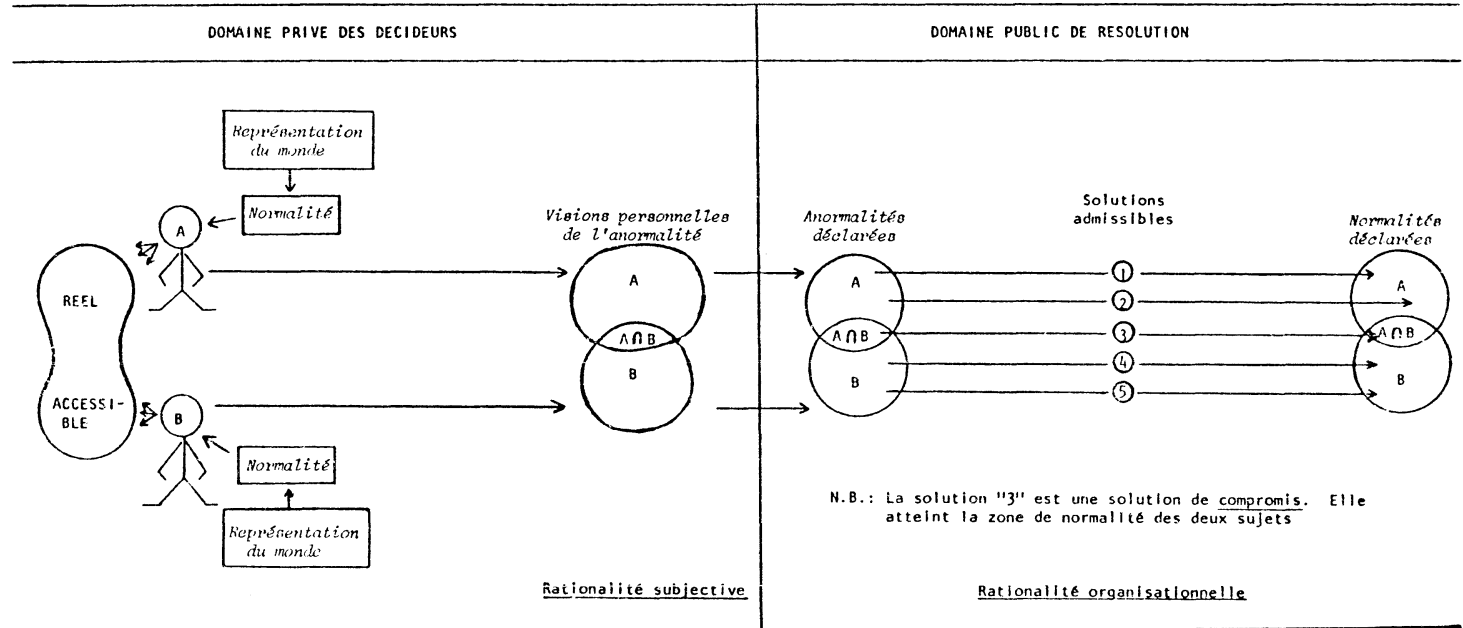 DOMAINE PRIVE DES DECIDEURS
DOMAINE PUBLIC DE RESOLUTION
Représentation
du monde
Normalité
A
REEL
ACCESSI-
BLE
B
Normalité
Représentation
du monde
Visions personnelles
de l'anormalité
A
A∩B
B
Rationalité subjective
Anormalités
déclarées
A
A∩B
B
Solutions
admissibles
1
2
3
4
5
Normalités
déclarées
A
A∩B
B
N.B.: La solution "3" est une solution de compromis. Elle
atteint la zone de normalité des deux sujets
Rationalité organisationnelle